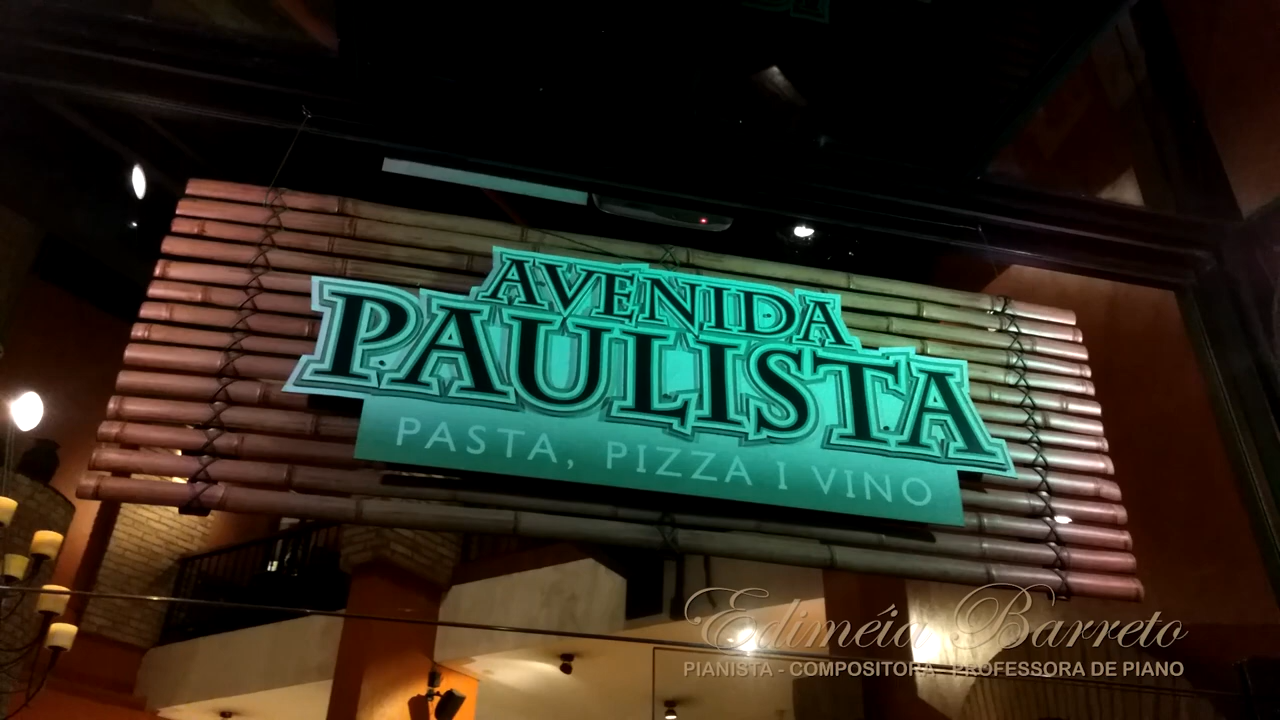 AVENIDA
PAULISTA
PASTA, PIZZA I VINO
Ediméia Barreto
PIANISTA - COMPOSITORA - PROFESSORA DE PIANO